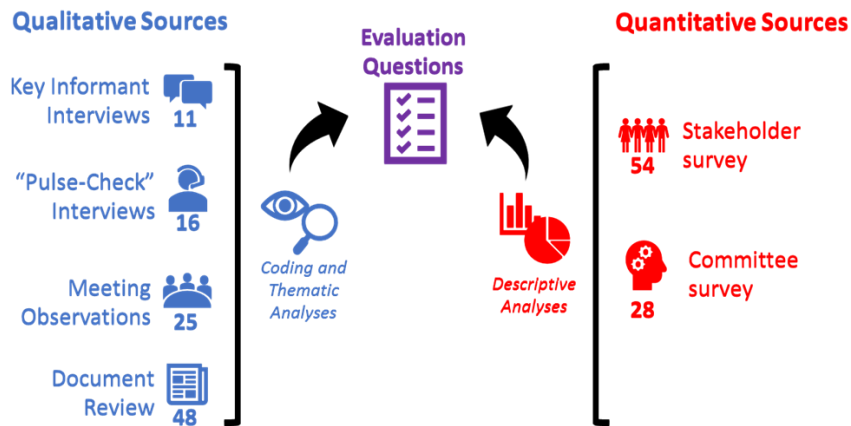 Qualitative Sources
Key Informant
Interviews
11
"Pulse-Check"
Interviews
16
Meeting
Observations
25
Document
Review
48
Coding and
Thematic
Analyses
Evaluation
Questions
Descriptive
Analyses
Quantitative Sources
Stakeholder
survey
54
Committee
survey
28